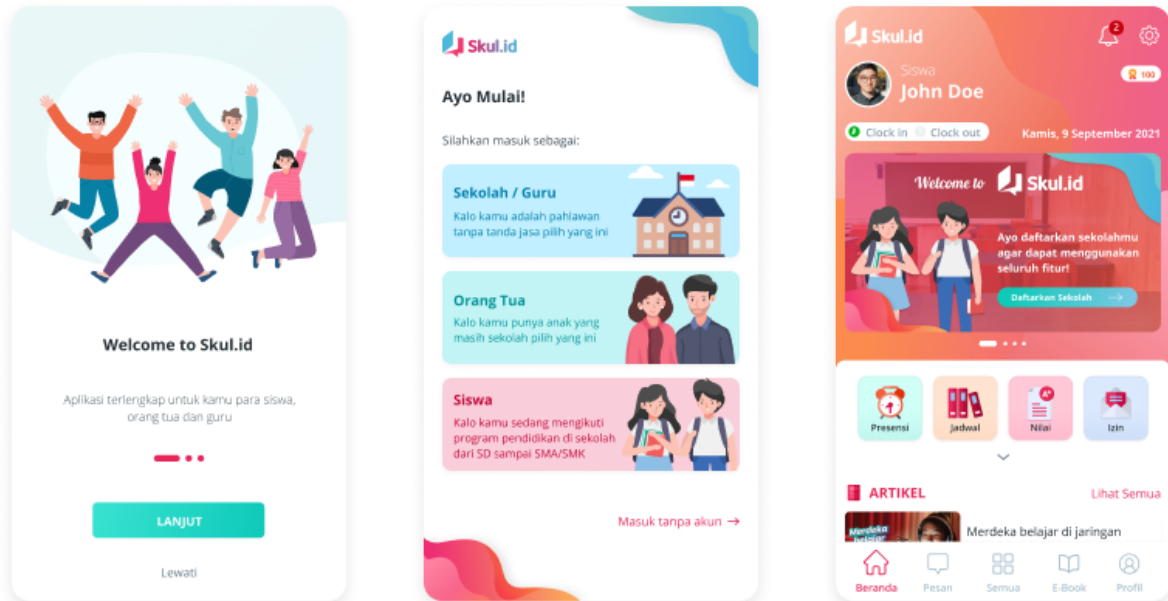 Welcome to Skul.id
Aplikasi terlengkap untuk kamu para siswa,
orang tua dan guru
LANJUT
Lewati
Skul.id
Ayo Mulai!
Silahkan masuk sebagai:
Sekolah / Guru
Kalo kamu adalah pahlawan
tanpa tanda jasa pilih yang ini
Orang Tua
Kalo kamu punya anak yang
masih sekolah pilih yang ini
Siswa
Kalo kamu sedang mengikuti
program pendidikan di sekolah
dari SD sampai SMA/SMK
Masuk tanpa akun →
Skul.id
2
Siswa
John Doe
100
Clock in Clock out
Kamis, 9 September 2021
Welcome to Skul.id
Ayo daftarkan sekolahmu
agar dapat menggunakan
seluruh fitur!
Daftarkan Sekolah
Presensi
Jadwal
A+
Nilai
Izin
ARTIKEL
Lihat Semua
Merdeka
belajar
Merdeka belajar di jaringan
Beranda
Pesan
Semua
E-Book
Profil